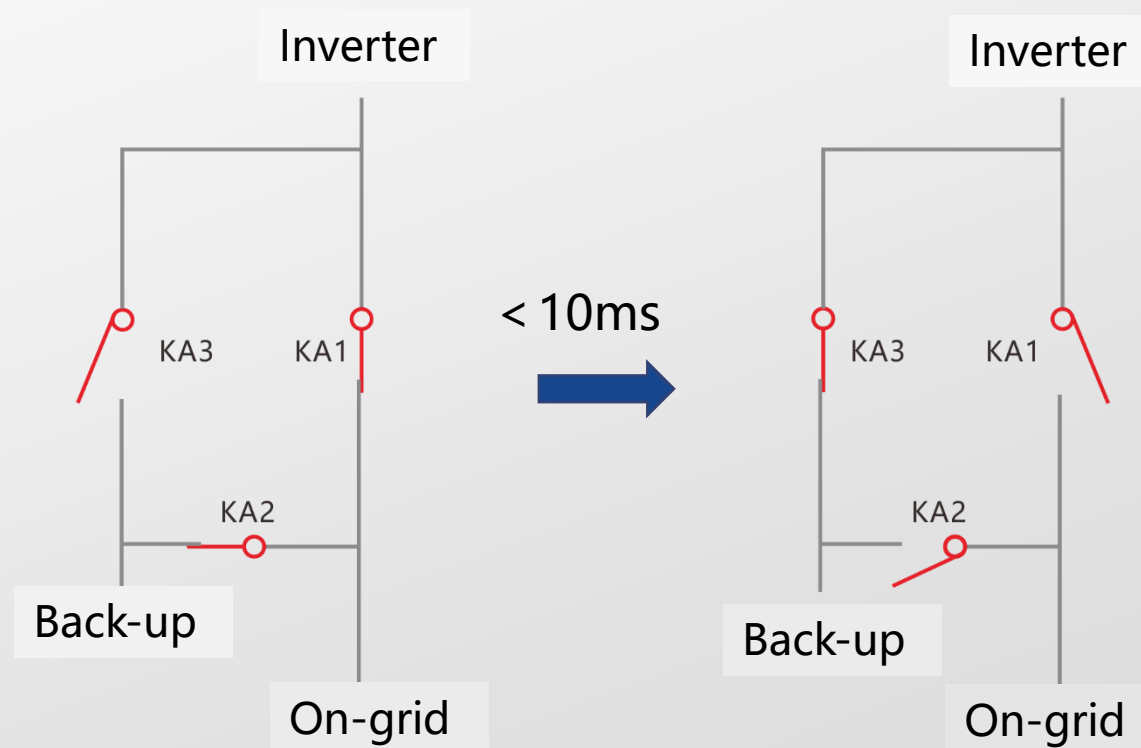 Inverter
KA3
KA1
KA2
Back-up
On-grid
< 10ms
Inverter
KA3
KA1
KA2
Back-up
On-grid